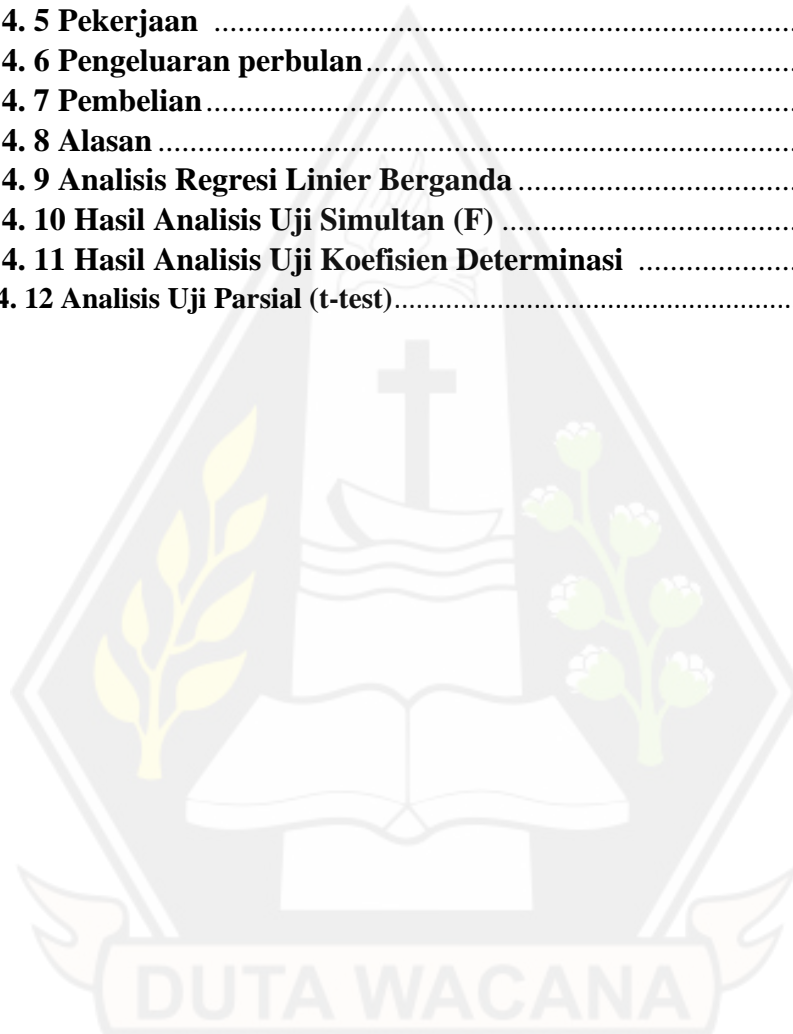 4. 5 Pekerjaan ................................................................................
4. 6 Pengeluaran perbulan................................................................
4. 7 Pembelian................................................................................
4. 8 Alasan................................................................................
4. 9 Analisis Regresi Linier Berganda........................................
4. 10 Hasil Analisis Uji Simultan (F) ........................................
4. 11 Hasil Analisis Uji Koefisien Determinasi ......................
4. 12 Analisis Uji Parsial (t-test)........................................................
DUTA WACANA